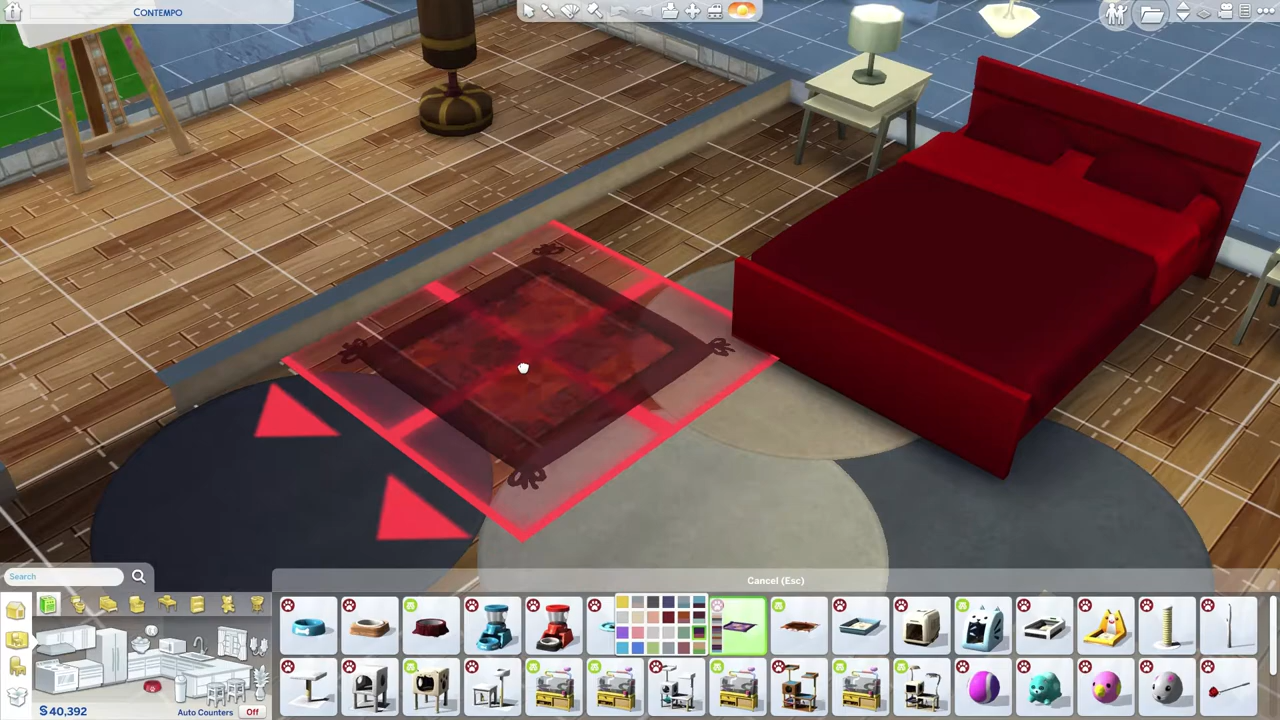 CONTEMPO
Cancel (Esc)
Search
§40,392
Auto Counters
Off